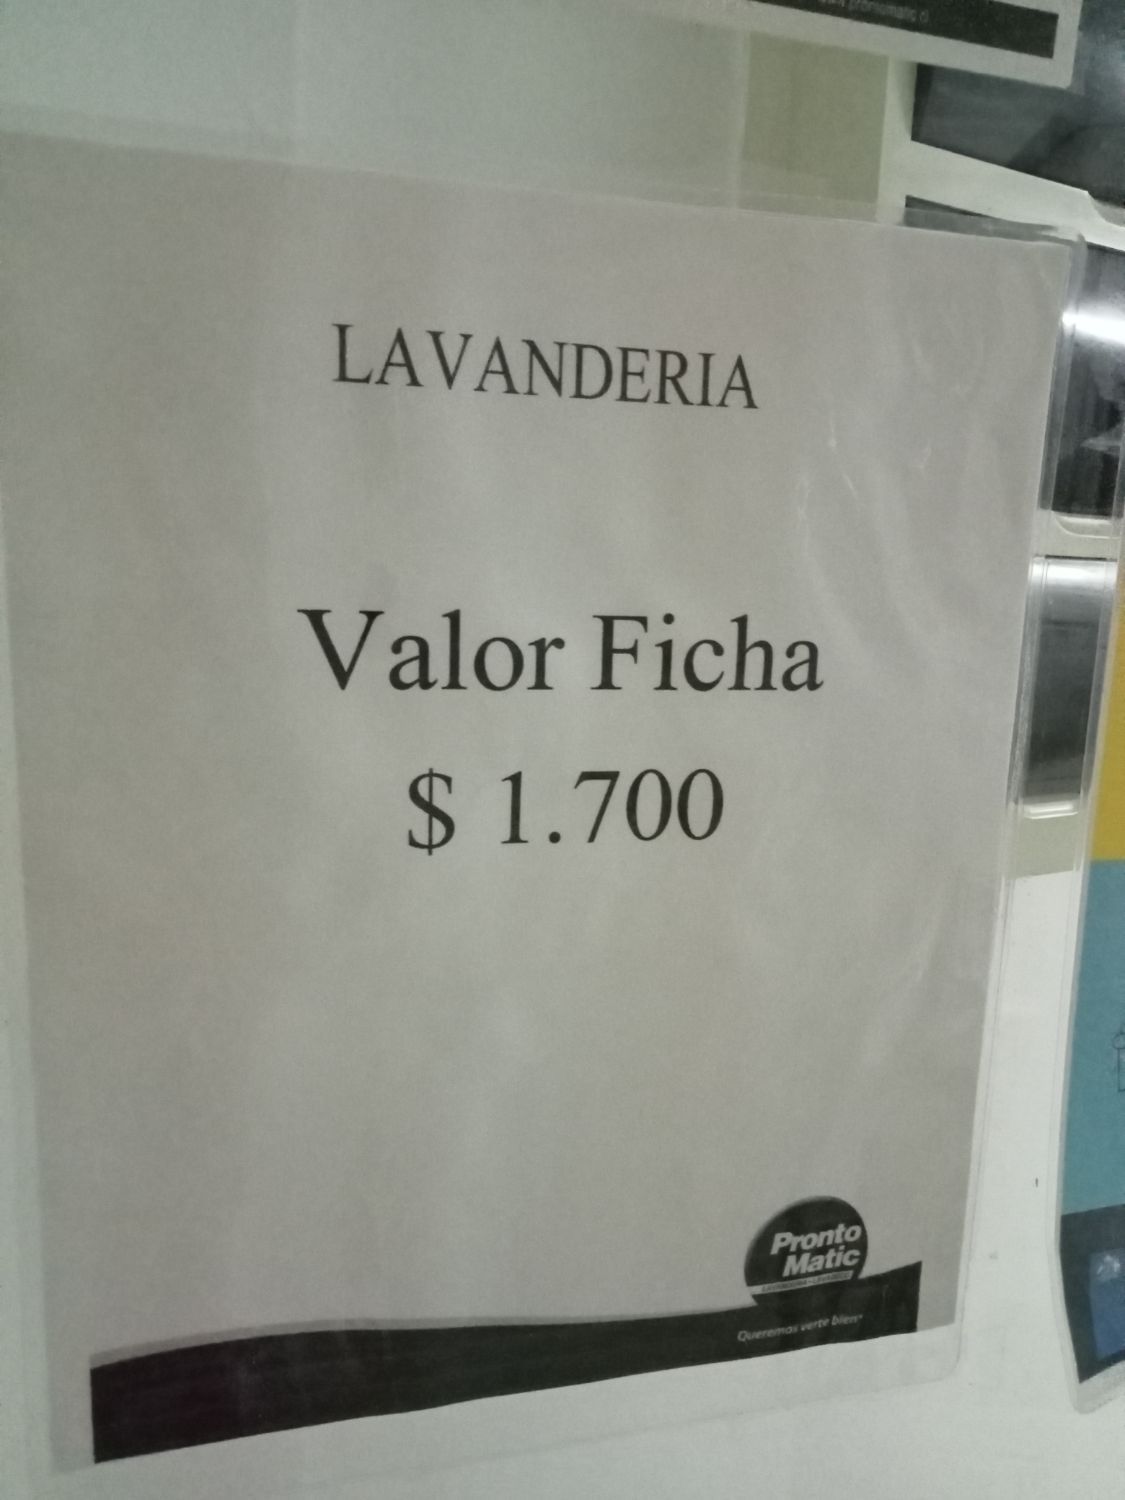 LAVANDERIA
Valor Ficha
$ 1.700
Pronto
Matic
Queremos verte bien